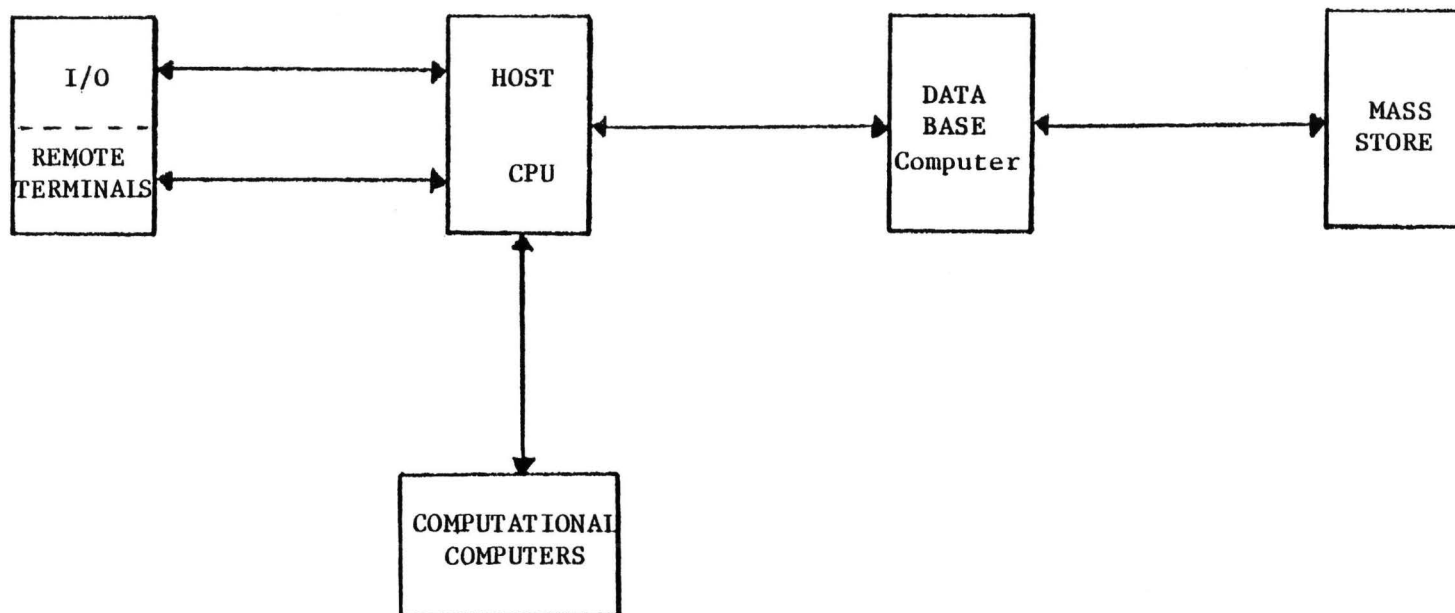 I/O
REMOTE
TERMINALS
HOST
CPU
DATA
BASE
Computer
MASS
STORE
COMPUTATIONAL
COMPUTERS